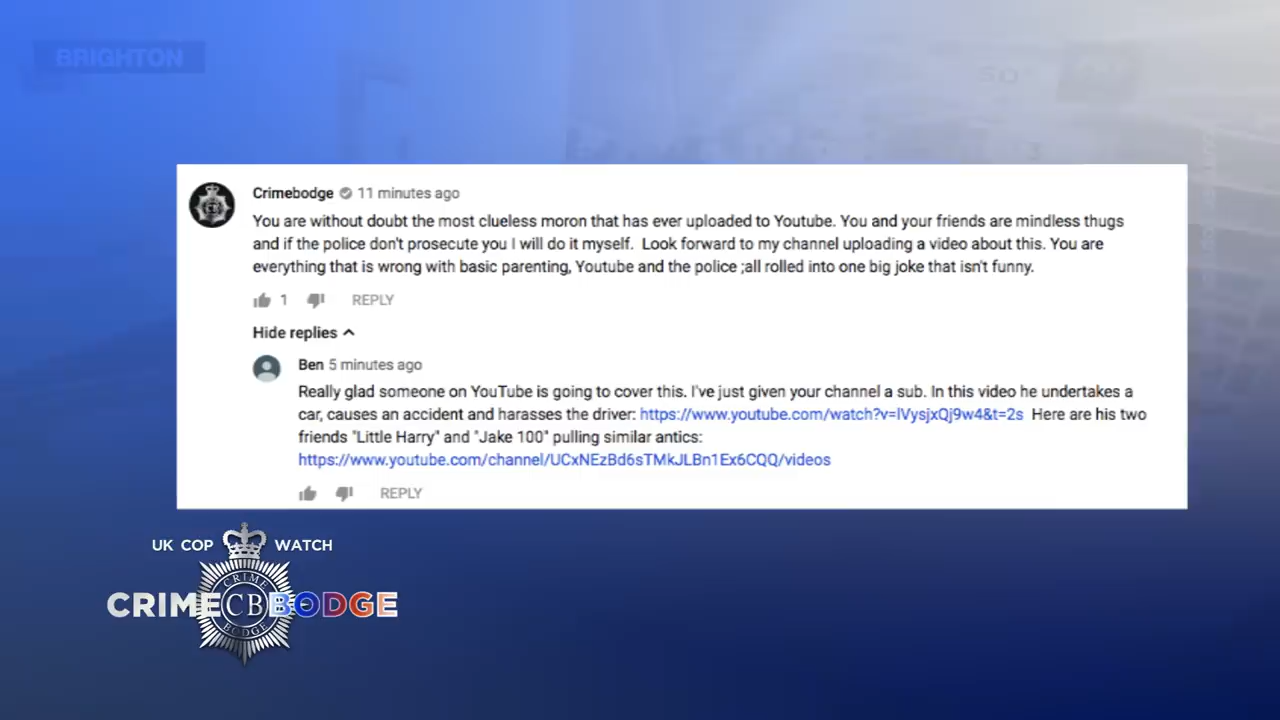 BRIGHTON
Crimebodge 11 minutes ago
You are without doubt the most clueless moron that has ever uploaded to Youtube. You and your friends are mindless thugs
and if the police don't prosecute you I will do it myself. Look forward to my channel uploading a video about this. You are
everything that is wrong with basic parenting, Youtube and the police ;all rolled into one big joke that isn't funny.
1 REPLY
Hide replies
Ben 5 minutes ago
Really glad someone on YouTube is going to cover this. I've just given your channel a sub. In this video he undertakes a
car, causes an accident and harasses the driver: https://www.youtube.com/watch?v=lVysjxQj9w4&t=2s Here are his two
friends "Little Harry" and "Jake 100" pulling similar antics:
https://www.youtube.com/channel/UCxNEzBd6sTMkJLBn1Ex6CQQ/videos
REPLY
UK COP WATCH
CRIME
CRIME CB BODGE
BODGE